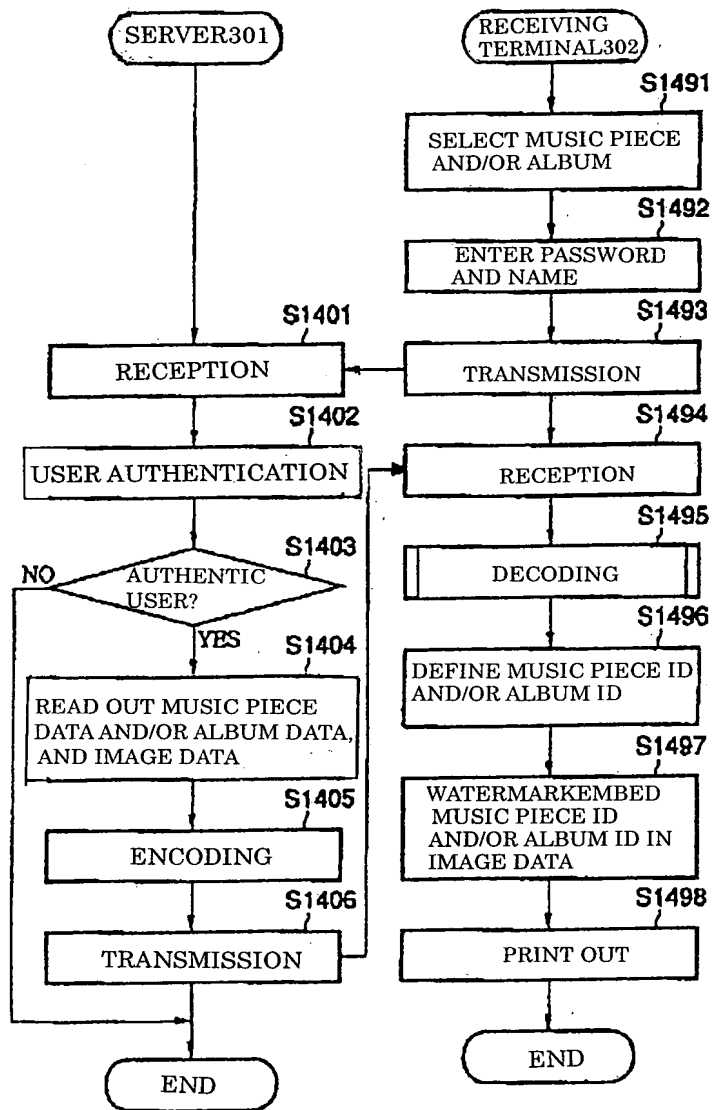 SERVER301
S1401
RECEPTION
S1402
USER AUTHENTICATION
S1403
NO
AUTHENTIC
USER?
YES
S1404
READ OUT MUSIC PIECE
DATA AND/OR ALBUM DATA,
AND IMAGE DATA
S1405
ENCODING
S1406
TRANSMISSION
END
RECEIVING
TERMINAL302
S1491
SELECT MUSIC PIECE
AND/OR ALBUM
S1492
ENTER PASSWORD
AND NAME
S1493
TRANSMISSION
S1494
RECEPTION
S1495
DECODING
S1496
DEFINE MUSIC PIECE ID
AND/OR ALBUM ID
S1497
WATERMARKEMBED
MUSIC PIECE ID
AND/OR ALBUM ID IN
IMAGE DATA
S1498
PRINT OUT
END